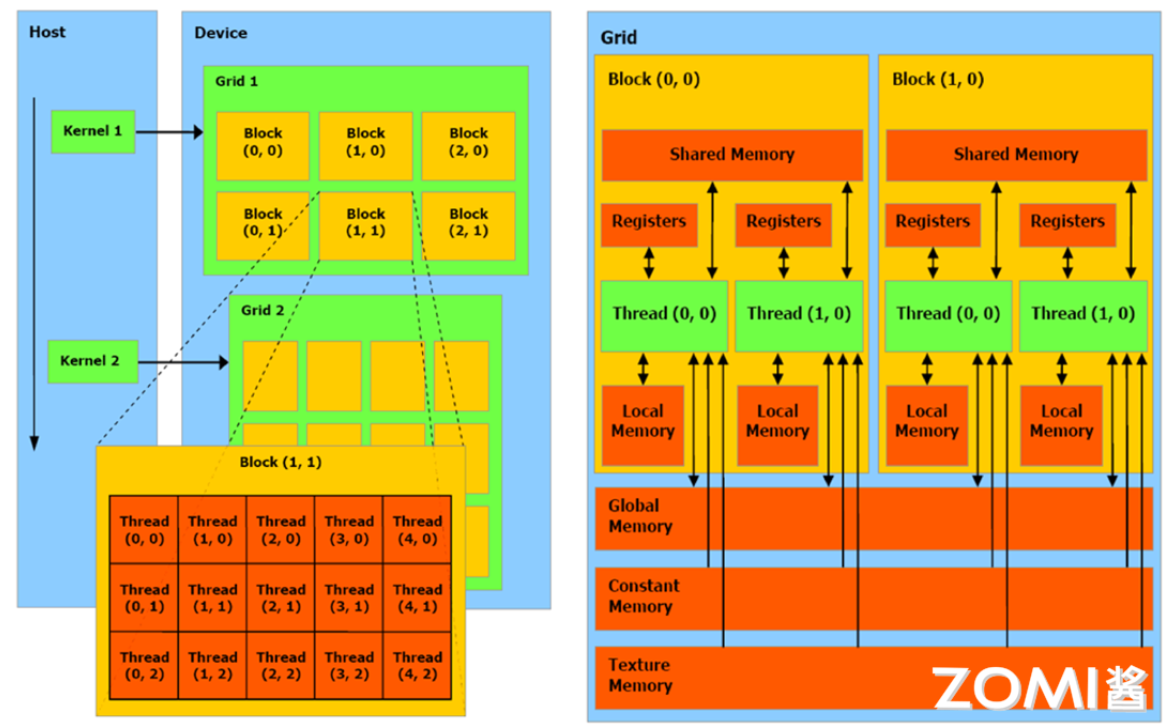 Host
Device
Grid 1
Kernel 1
Block
(0, 0)
Block
(1, 0)
Block
(2, 0)
Block
(0, 1)
Block
(1, 1)
Block
(2, 1)
Grid 2
Kernel 2
Block (1, 1)
Thread
(0, 0)
Thread
(1, 0)
Thread
(2, 0)
Thread
(3, 0)
Thread
(4, 0)
Thread
(0, 1)
Thread
(1, 1)
Thread
(2, 1)
Thread
(3, 1)
Thread
(4, 1)
Thread
(0, 2)
Thread
(1, 2)
Thread
(2, 2)
Thread
(3, 2)
Thread
(4, 2)
Grid
Block (0, 0)
Shared Memory
Registers
Registers
Thread (0, 0)
Thread (1, 0)
Local
Memory
Local
Memory
Block (1, 0)
Shared Memory
Registers
Registers
Thread (0, 0)
Thread (1, 0)
Local
Memory
Local
Memory
Global
Memory
Constant
Memory
Texture
Memory
ZOMI酱